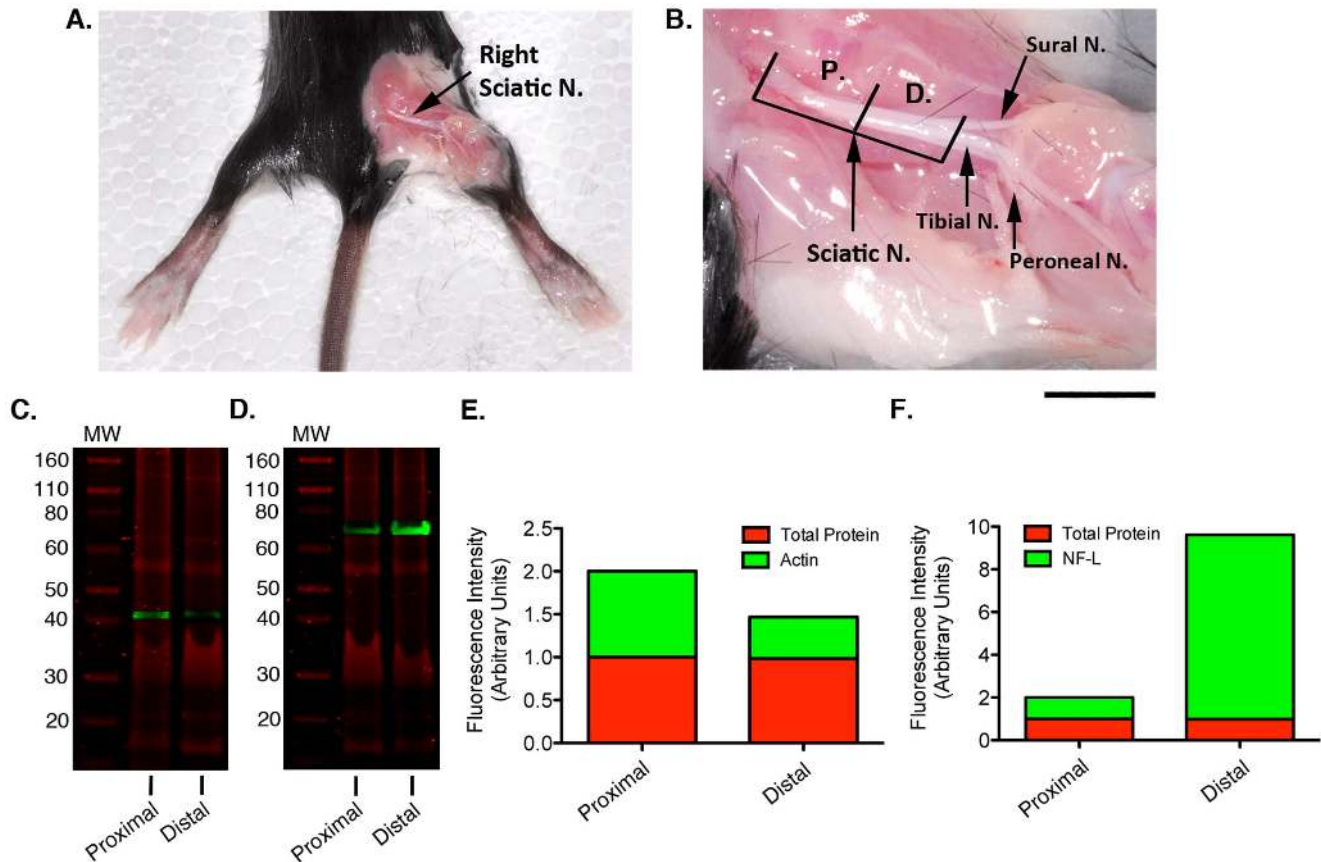 A.
Right
Sciatic N.
B.
P.
D.
Sural N.
Tibial N.
Sciatic N.
Peroneal N.
C.
MW
160
110
80
60
50
40
30
20
Proximal
Distal
D.
MW
160
110
80
60
50
40
30
20
Proximal
Distal
E.
Fluorescence Intensity
(Arbitrary Units)
2.5
2.0
1.5
1.0
0.5
0.0
Total Protein
Actin
Proximal
Distal
F.
Fluorescence Intensity
(Arbitrary Units)
10
8
6
4
2
0
Total Protein
NF-L
Proximal
Distal